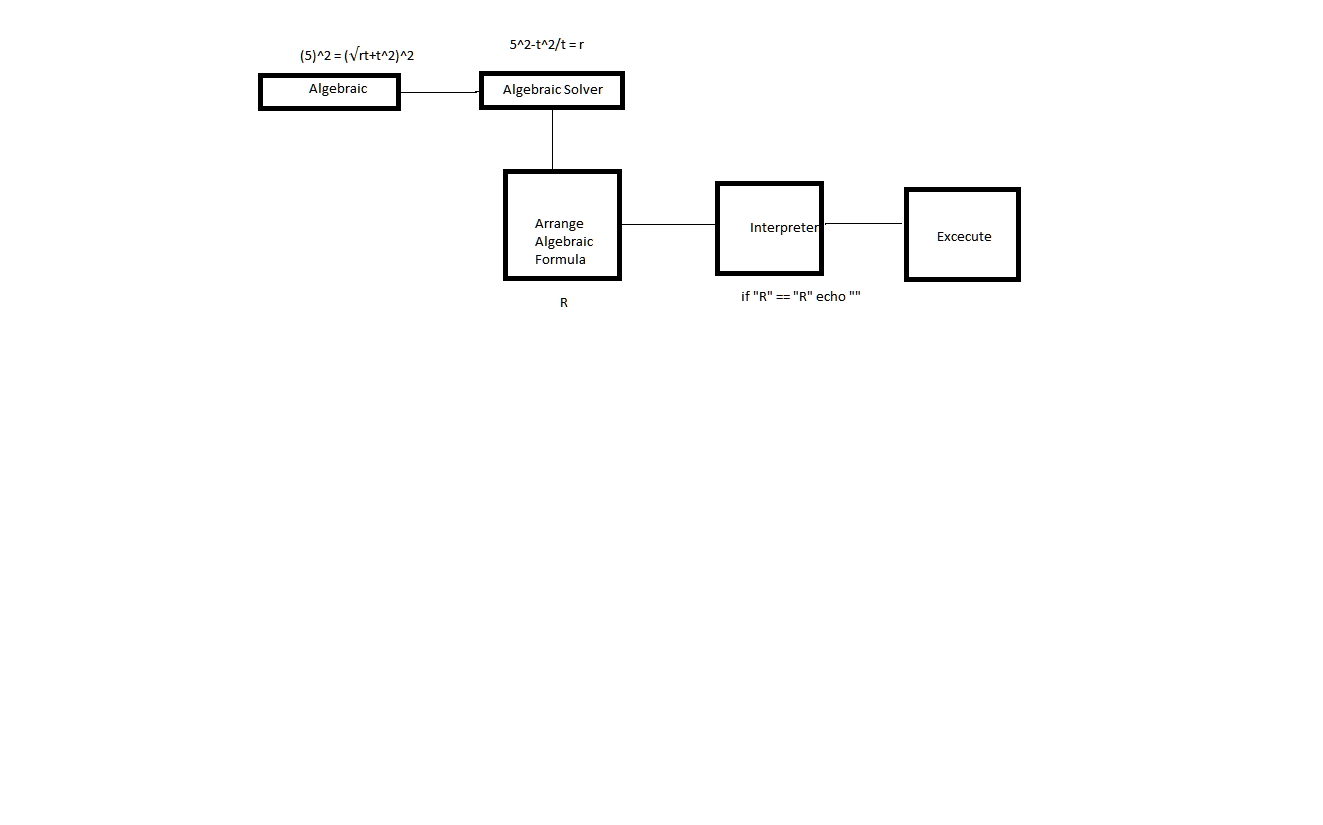 (5)^2 = (√rt+t^2)^2
5^2-t^2/t = r
Algebraic
Algebraic Solver
Arrange
Algebraic
Formula
Interpreter
Excecute
R
if "R" == "R" echo ""